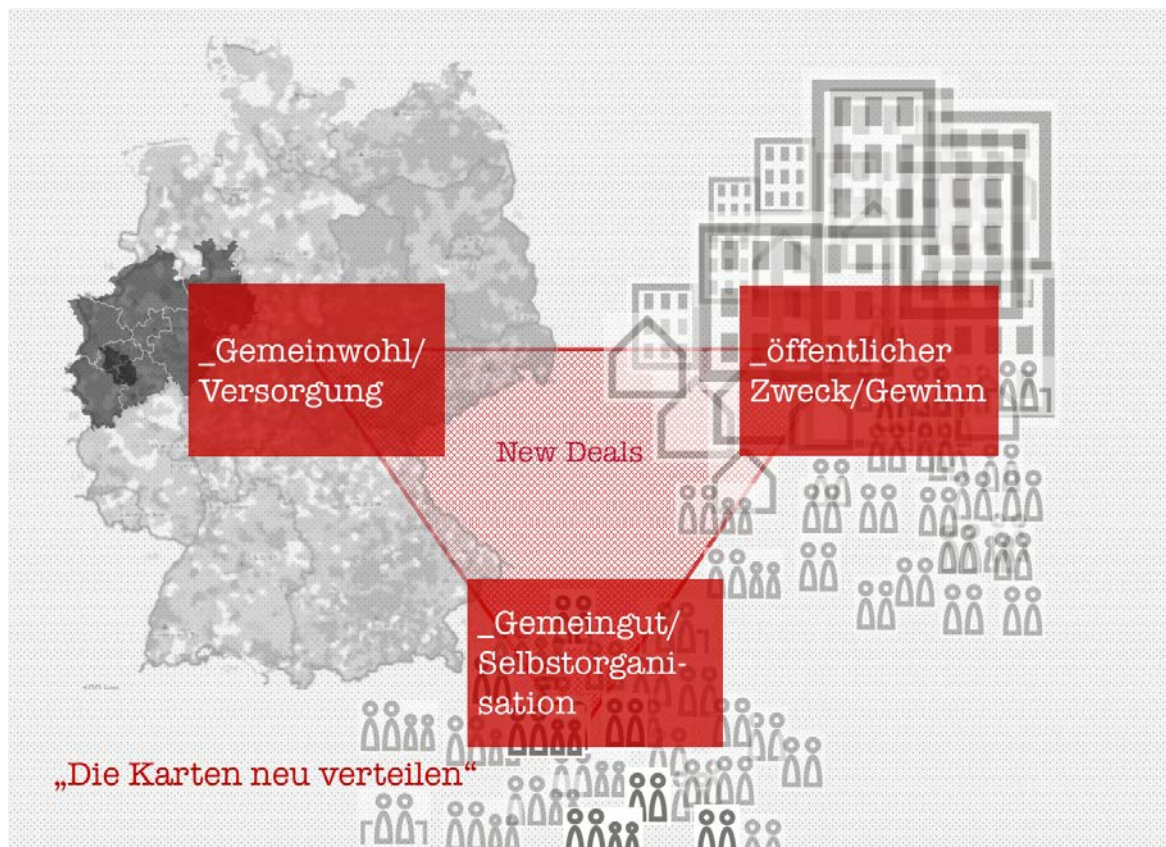 _Gemeinwohl/
Versorgung
_öffentlicher
Zweck/Gewinn
New Deals
_Gemeingut/
Selbstorgani-
sation
„Die Karten neu verteilen“